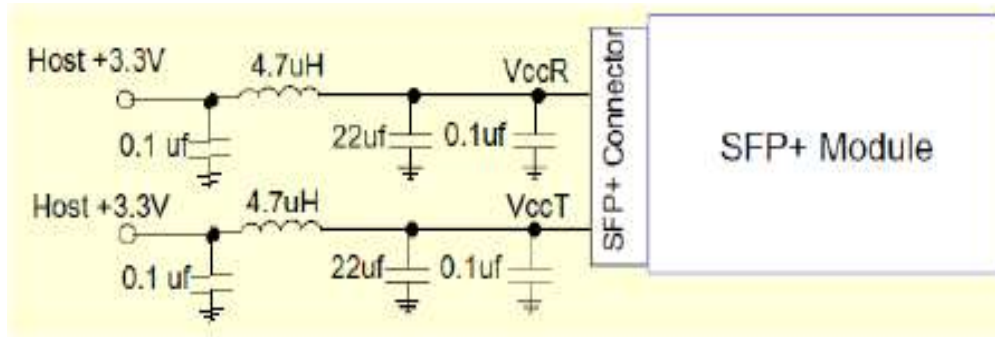 Host +3.3V
4.7uH
VccR
0.1 uf
22uf
0.1uf
Host +3.3V
4.7uH
VccT
0.1 uf
22uf
0.1uf
SFP+ Connector
SFP+ Module